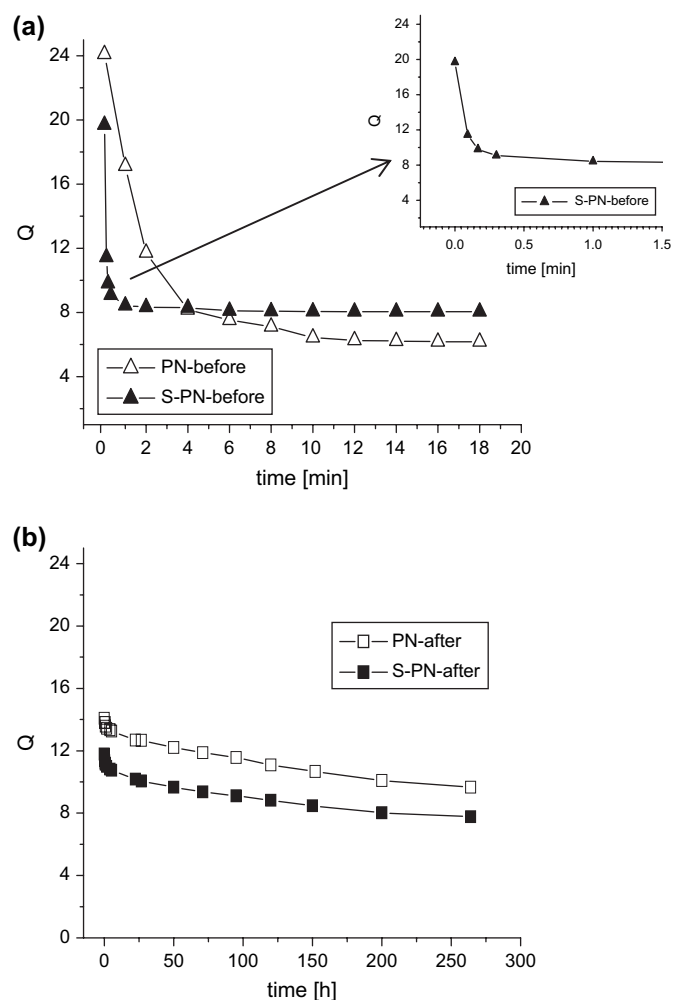 (a)
24
20
16
12
8
4
Q
0 2 4 6 8 10 12 14 16 18 20
time [min]
PN-before
S-PN-before
24
20
16
12
8
4
Q
0.0 0.5 1.0 1.5
time [min]
S-PN-before
(b)
24
20
16
12
8
4
0
Q
0 50 100 150 200 250 300
time [h]
PN-after
S-PN-after